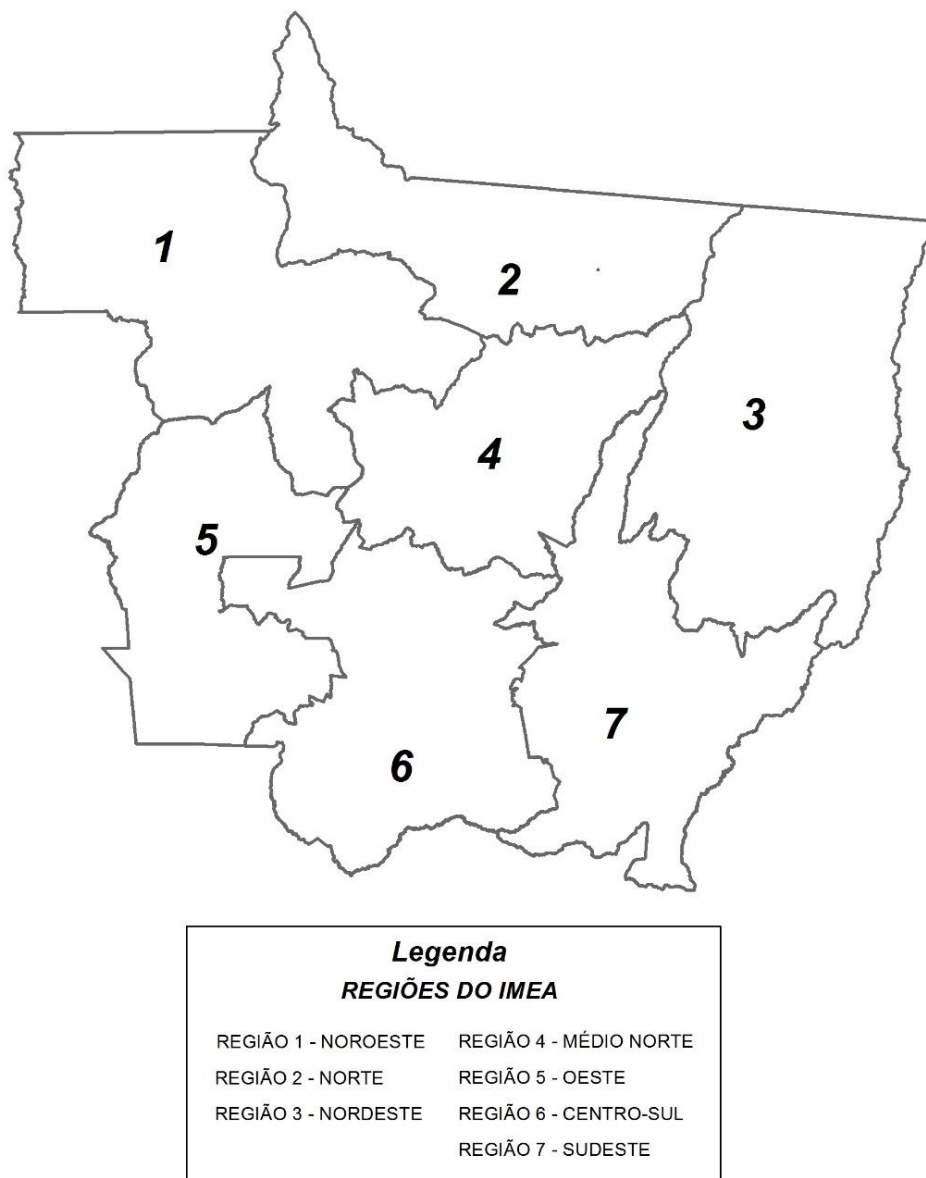 1
2
3
4
5
6
7
Legenda
REGIÕES DO IMEA
REGIÃO 1 - NOROESTE
REGIÃO 2 - NORTE
REGIÃO 3 - NORDESTE
REGIÃO 4 - MÉDIO NORTE
REGIÃO 5 - OESTE
REGIÃO 6 - CENTRO-SUL
REGIÃO 7 - SUDESTE